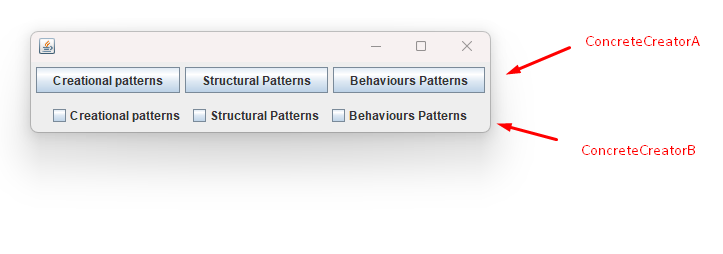 ConcreteCreatorA
Creational patterns Structural Patterns Behaviours Patterns
Creational patterns Structural Patterns Behaviours Patterns
ConcreteCreatorB